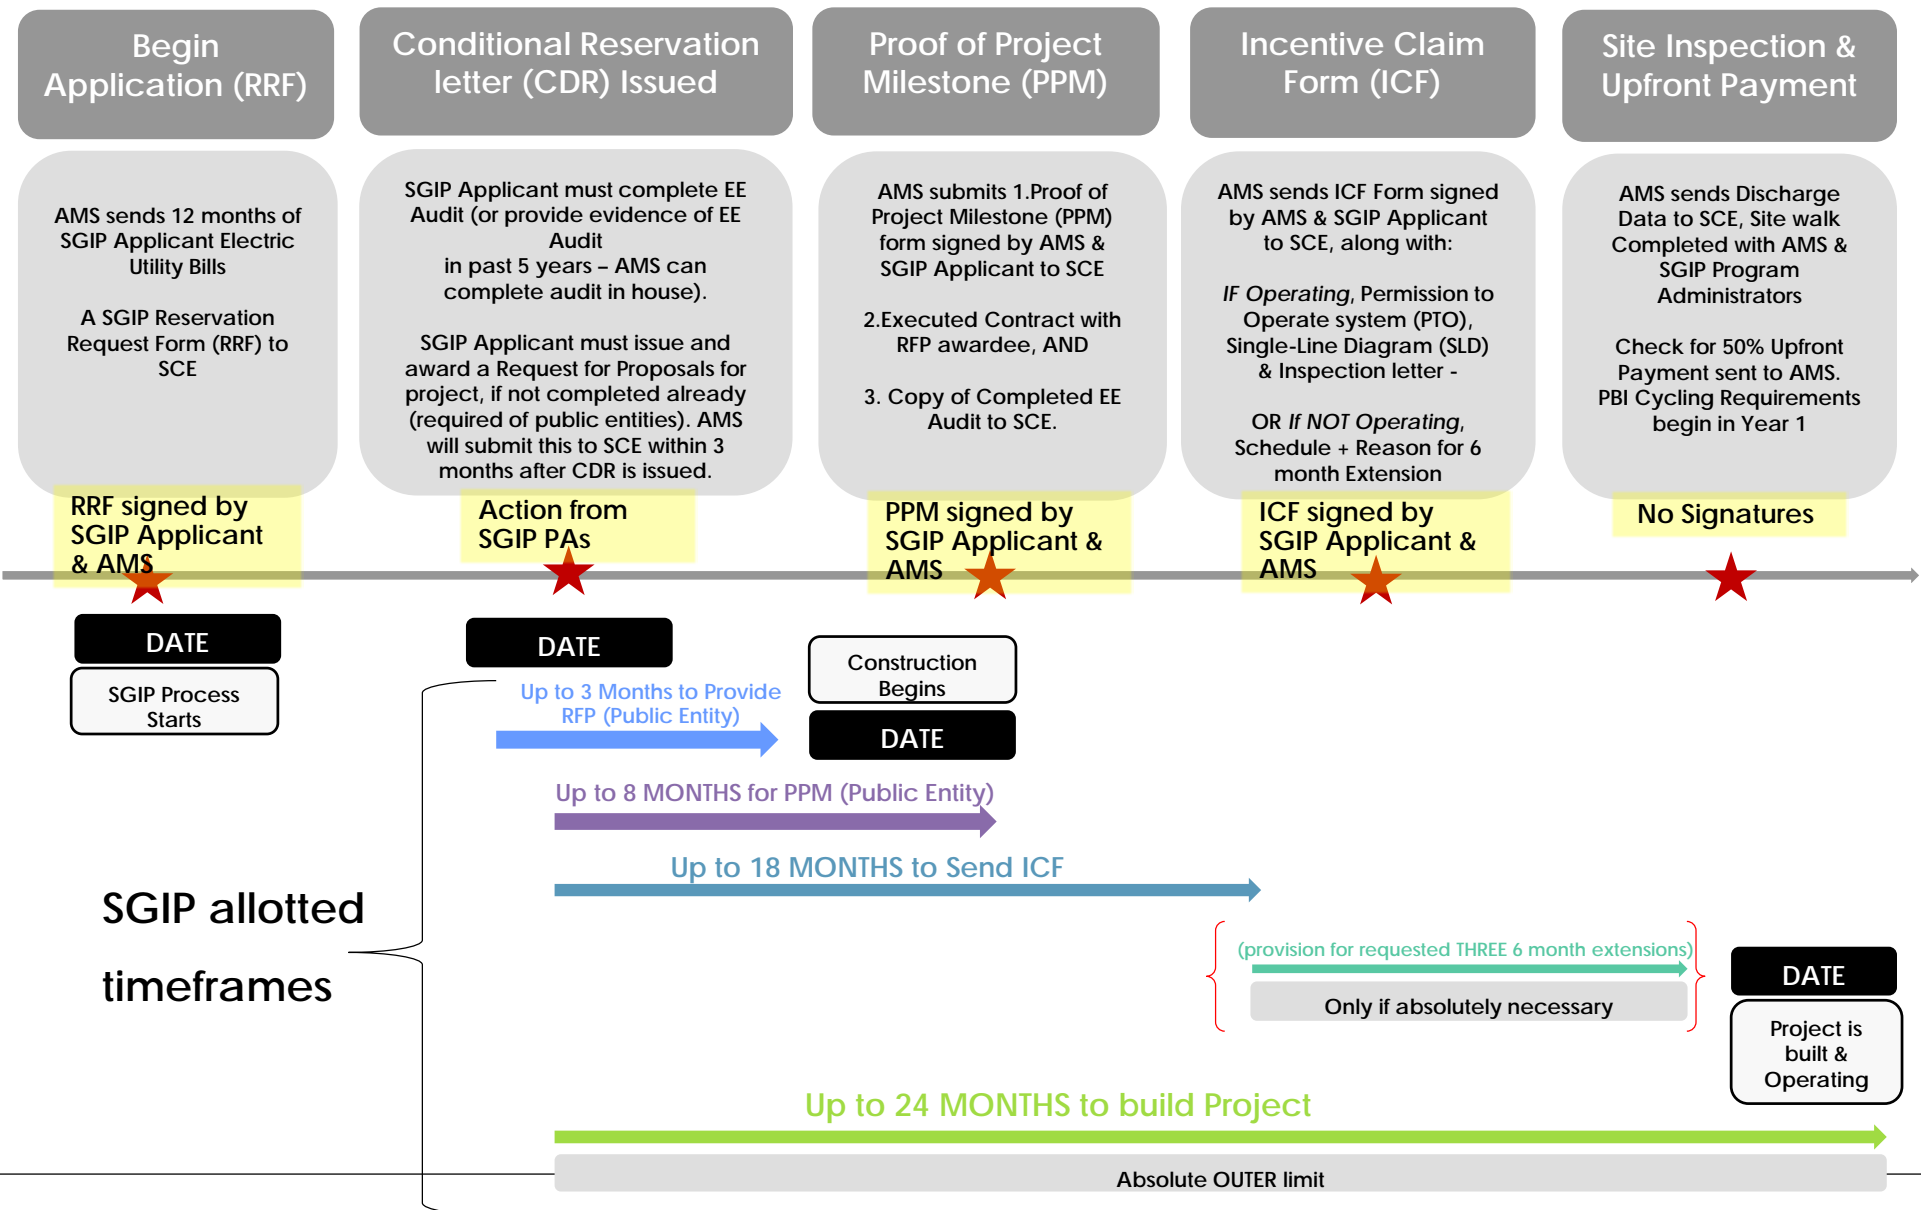 Begin
Application (RRF)
Conditional Reservation
letter (CDR) Issued
Proof of Project
Milestone (PPM)
Incentive Claim
Form (ICF)
Site Inspection &
Upfront Payment
AMS sends 12 months of
SGIP Applicant Electric
Utility Bills
A SGIP Reservation
Request Form (RRF) to
SCE
SGIP Applicant must complete EE
Audit (or provide evidence of EE
Audit
in past 5 years – AMS can
complete audit in house).
SGIP Applicant must issue and
award a Request for Proposals for
project, if not completed already
(required of public entities). AMS
will submit this to SCE within 3
months after CDR is issued.
AMS submits 1.Proof of
Project Milestone (PPM)
form signed by AMS &
SGIP Applicant to SCE
2.Executed Contract with
RFP awardee, AND
3. Copy of Completed EE
Audit to SCE.
AMS sends ICF Form signed
by AMS & SGIP Applicant
to SCE, along with:
IF Operating, Permission to
Operate system (PTO),
Single-Line Diagram (SLD)
& Inspection letter -
OR If NOT Operating,
Schedule + Reason for 6
month Extension
AMS sends Discharge
Data to SCE, Site walk
Completed with AMS &
SGIP Program
Administrators
Check for 50% Upfront
Payment sent to AMS.
PBI Cycling Requirements
begin in Year 1
RRF signed by
SGIP Applicant
& AMS
Action from
SGIP PAs
PPM signed by
SGIP Applicant &
AMS
ICF signed by
SGIP Applicant &
AMS
No Signatures
DATE
SGIP Process
Starts
DATE
Construction
Begins
DATE
Up to 3 Months to Provide
RFP (Public Entity)
Up to 8 MONTHS for PPM (Public Entity)
Up to 18 MONTHS to Send ICF
SGIP allotted
timeframes
(provision for requested THREE 6 month extensions)
Only if absolutely necessary
DATE
Project is
built &
Operating
Up to 24 MONTHS to build Project
Absolute OUTER limit